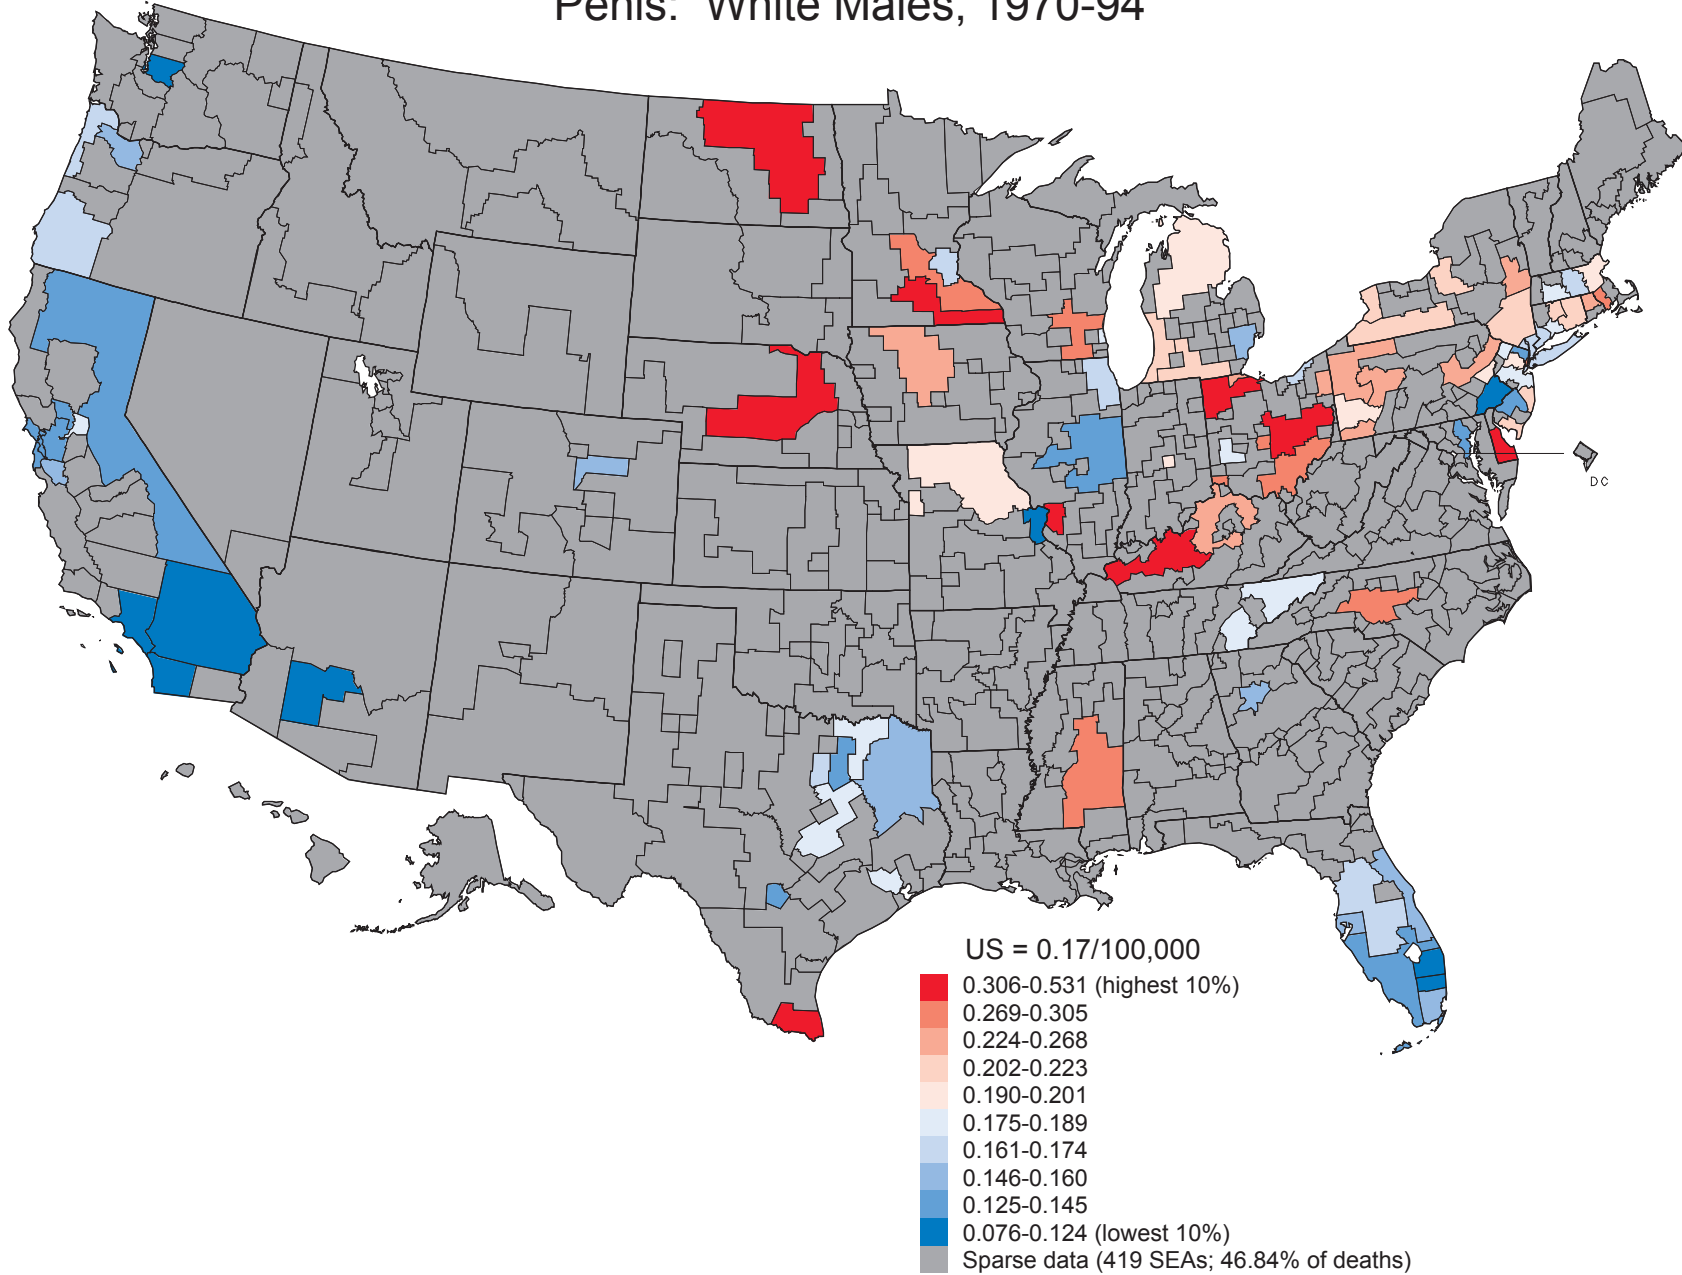 Penis: White Males, 1970-94
DC
US = 0.17/100,000
0.306-0.531 (highest 10%)
0.269-0.305
0.224-0.268
0.202-0.223
0.190-0.201
0.175-0.189
0.161-0.174
0.146-0.160
0.125-0.145
0.076-0.124 (lowest 10%)
Sparse data (419 SEAs; 46.84% of deaths)